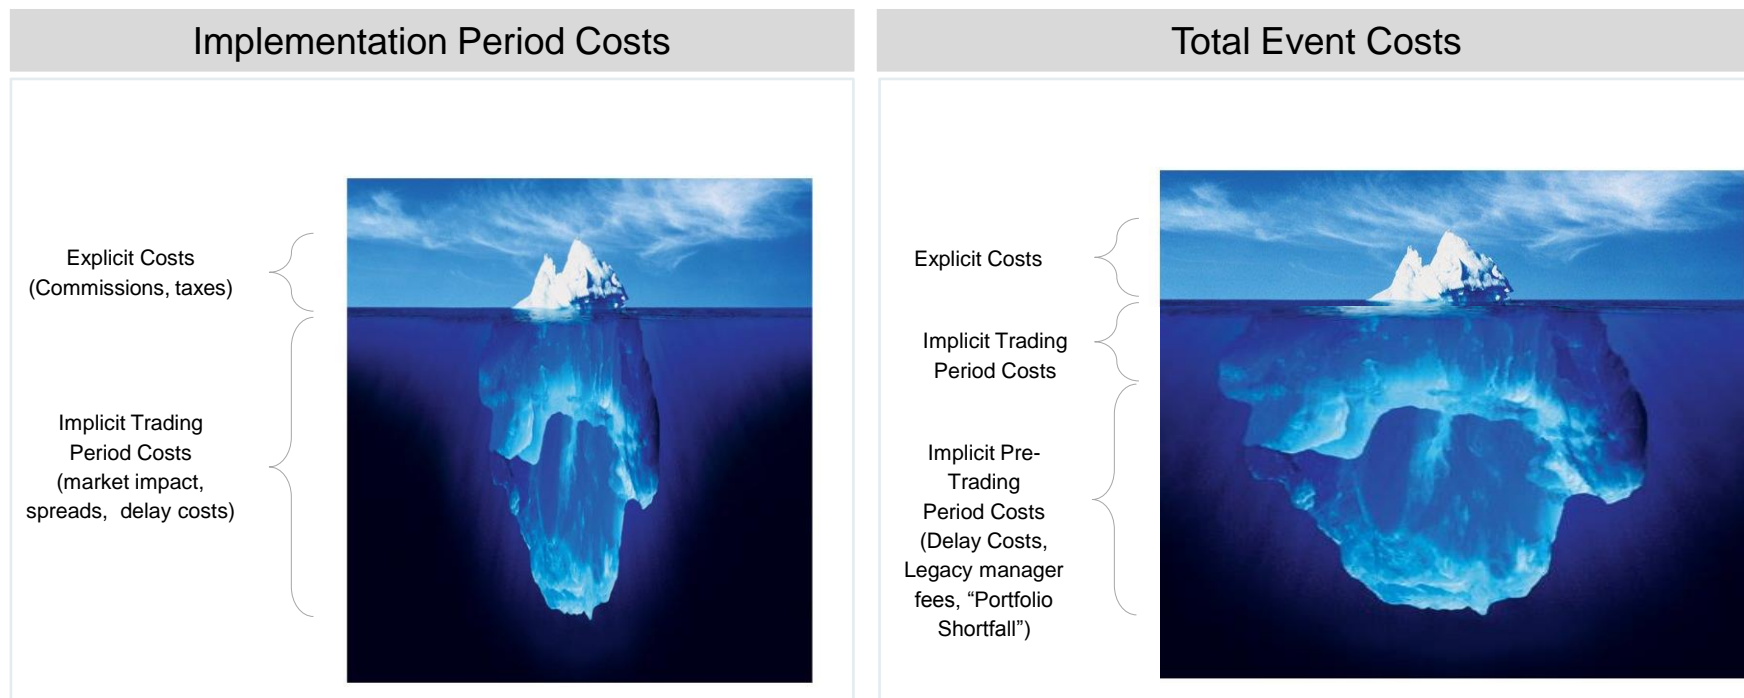 Implementation Period Costs
Explicit Costs
(Commissions, taxes)
Implicit Trading
Period Costs
(market impact,
spreads,  delay costs)
Total Event Costs
Explicit Costs
Implicit Trading
Period Costs
Implicit Pre-
Trading
Period Costs
(Delay Costs,
Legacy manager
fees, “Portfolio
Shortfall”)